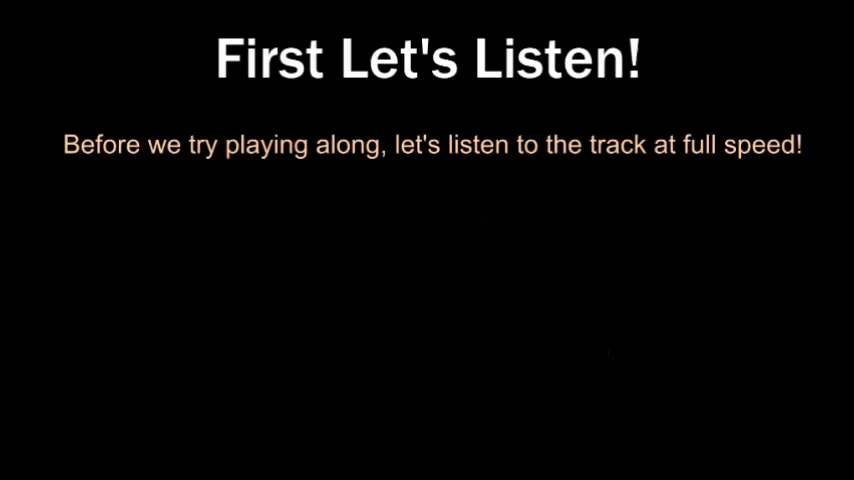 First Let's Listen!
Before we try playing along, let's listen to the track at full speed!